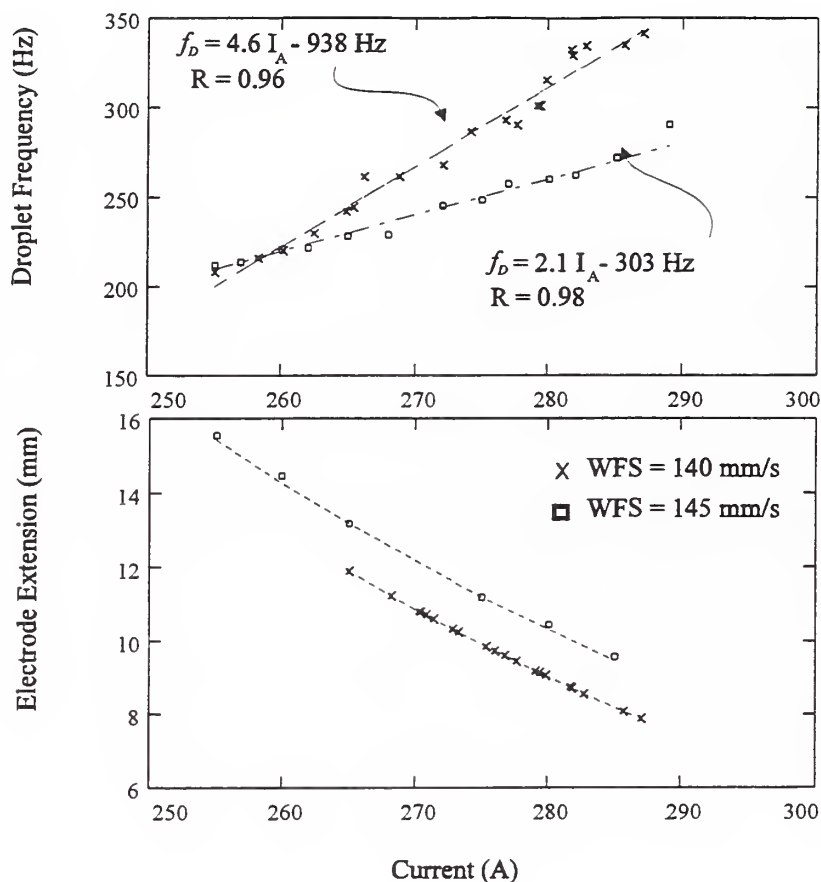 Droplet Frequency (Hz)
350
300
250
200
150
f_D = 4.6 I_A - 938 Hz
R = 0.96
f_D = 2.1 I_A - 303 Hz
R = 0.98
250
260
270
280
290
300
Electrode Extension (mm)
16
14
12
10
8
6
× WFS = 140 mm/s
□ WFS = 145 mm/s
250
260
270
280
290
300
Current (A)